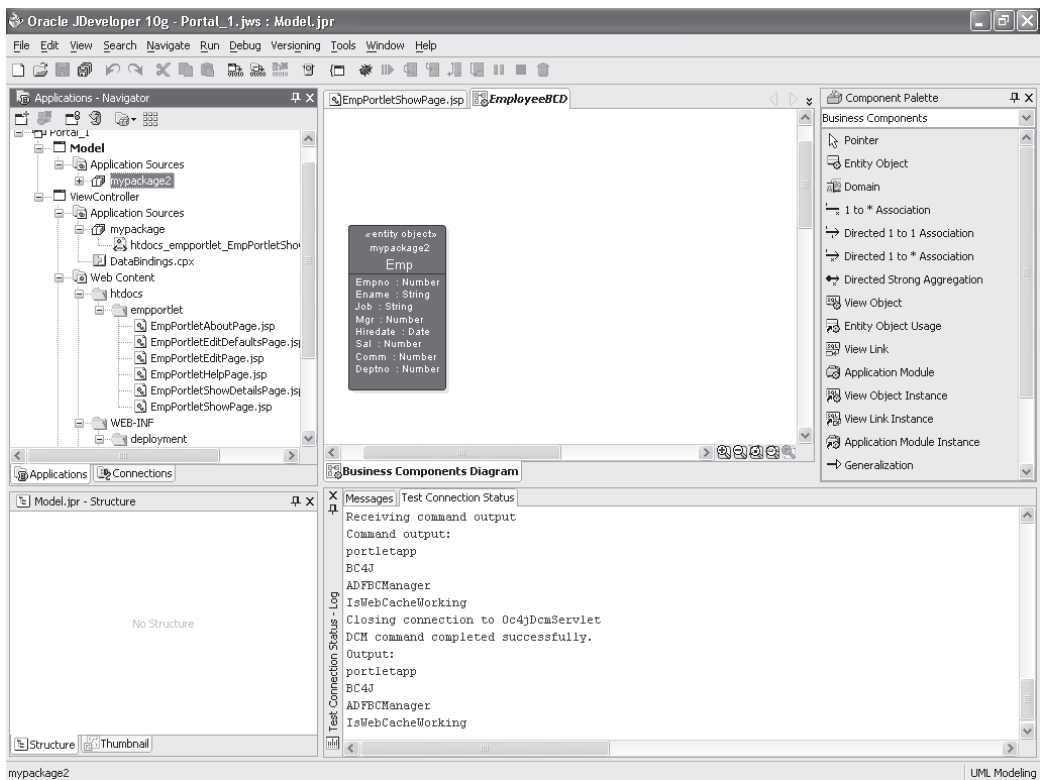 Oracle JDeveloper 10g - Portal_1.jws : Model.jpr
File Edit View Search Navigate Run Debug Versioning Tools Window Help
Applications - Navigator
Portal_1
Model
Application Sources
mypackage2
ViewController
Application Sources
mypackage
htdocs_empportlet_EmpPortletSho
DataBindings.cpx
Web Content
htdocs
empportlet
EmpPortletAboutPage.jsp
EmpPortletEditDefaultsPage.js
EmpPortletEditPage.jsp
EmpPortletHelpPage.jsp
EmpPortletShowDetailsPage.js
EmpPortletShowPage.jsp
WEB-INF
deployment
Applications Connections
EmpPortletShowPage.jsp EmployeeBCD
«entity object»
mypackage2
Emp
Empno : Number
Ename : String
Job : String
Mgr : Number
Hiredate : Date
Sal : Number
Comm : Number
Deptno : Number
Business Components Diagram
Component Palette
Business Components
Pointer
Entity Object
Domain
1 to * Association
Directed 1 to 1 Association
Directed 1 to * Association
Directed Strong Aggregation
View Object
Entity Object Usage
View Link
Application Module
View Object Instance
View Link Instance
Application Module Instance
Generalization
Model.jpr - Structure
No Structure
Structure Thumbnail
Messages Test Connection Status
Test Connection Status - Log
Receiving command output
Command output:
portletapp
BC4J
ADFBCManager
IsWebCacheWorking
Closing connection to Oc4jDcmServlet
DCM command completed successfully.
Output:
portletapp
BC4J
ADFBCManager
IsWebCacheWorking
mypackage2
UML Modeling